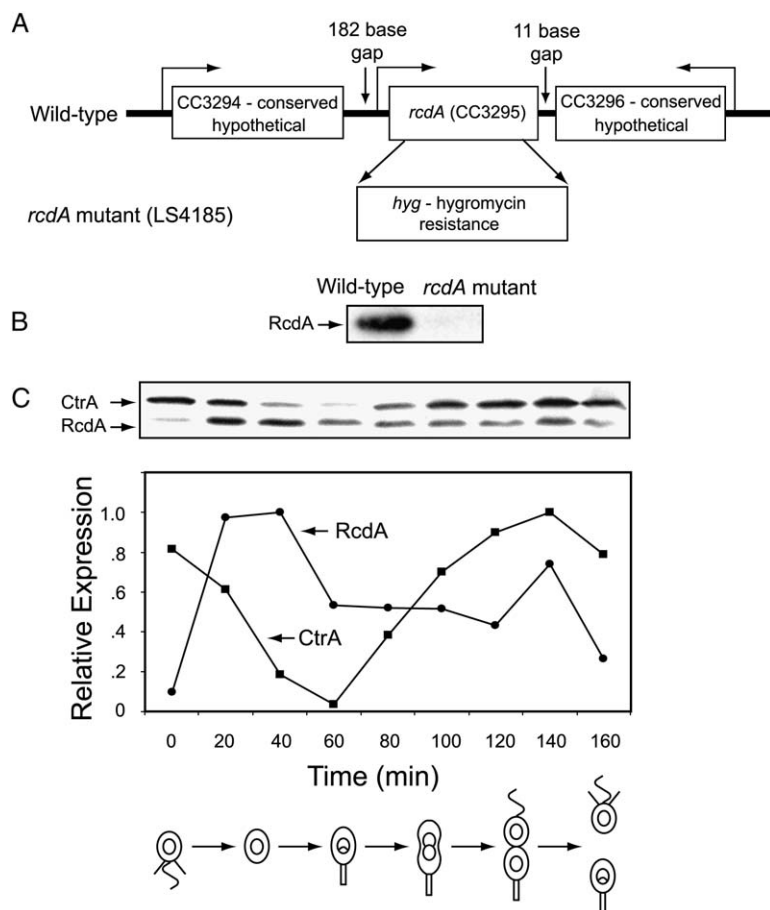 A
182 base
gap
11 base
gap
Wild-type
CC3294 - conserved
hypothetical
rcdA (CC3295)
CC3296 - conserved
hypothetical
rcdA mutant (LS4185)
hyg - hygromycin
resistance
Wild-type rcdA mutant
B
RcdA
C
CtrA
RcdA
Relative Expression
1.0
.8
.6
.4
.2
0
RcdA
CtrA
0 20 40 60 80 100 120 140 160
Time (min)